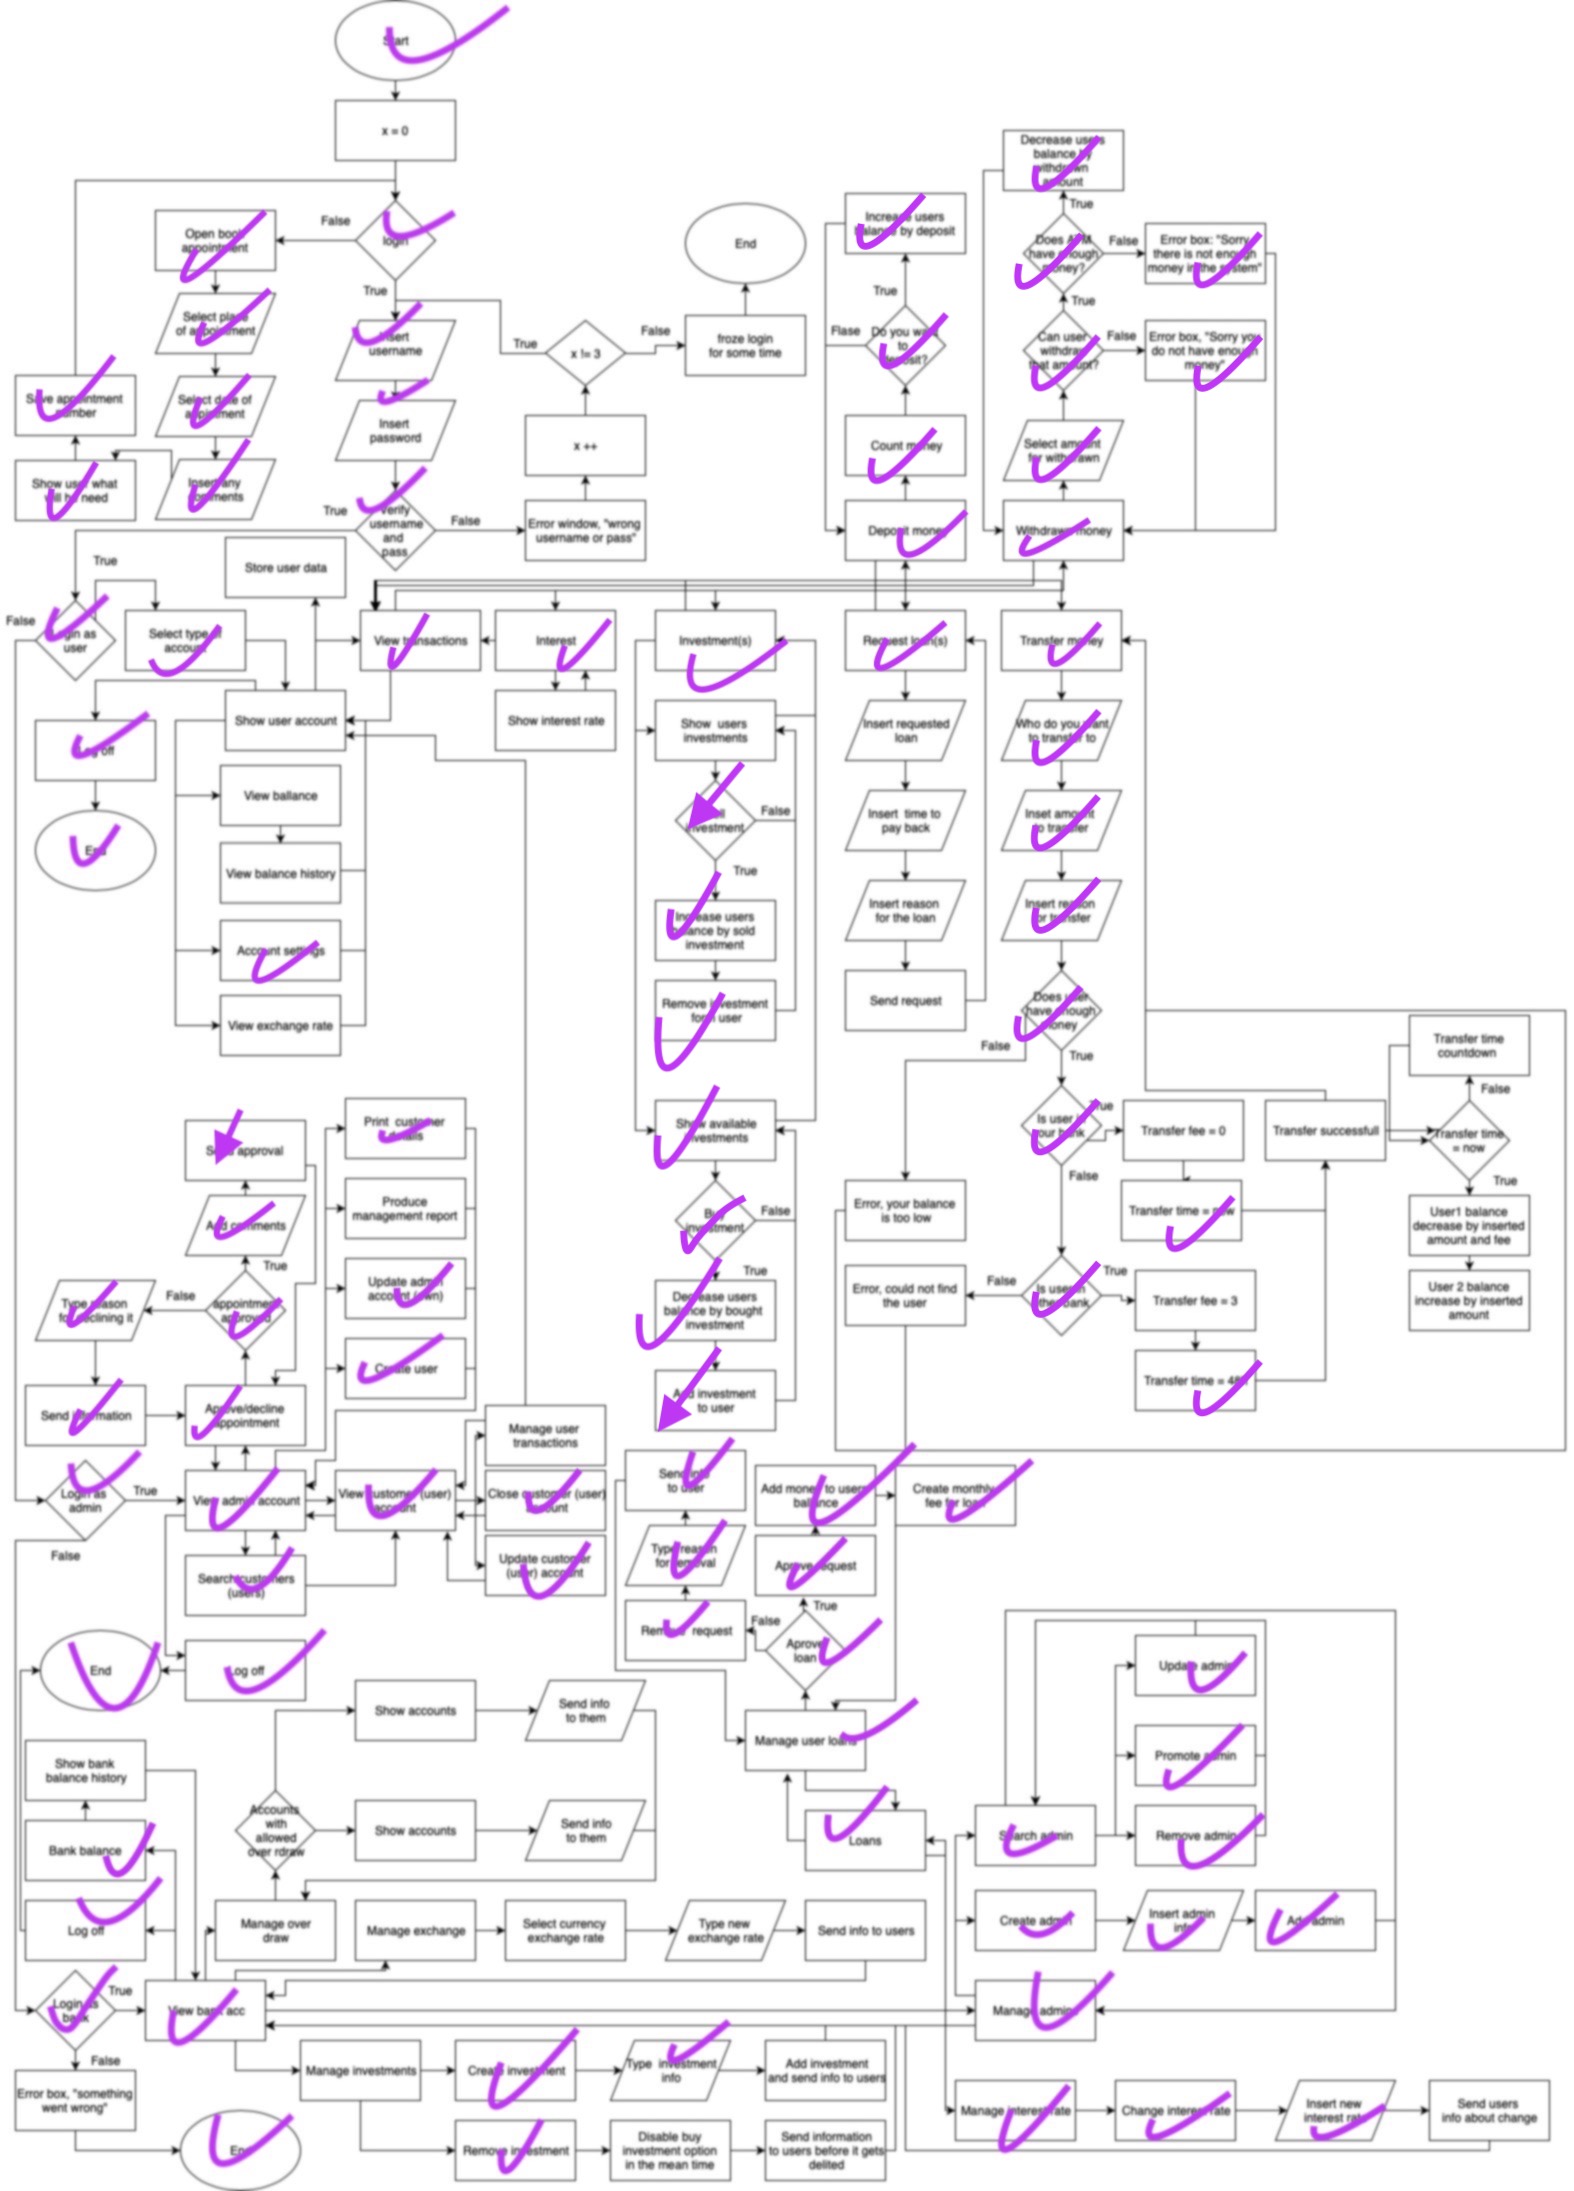 Start
x = 0
login
False
True
Open book
appointment
Select place
of appointment
Select date of
appointment
Insert any
comments
Show user what
will he need
Save appointment
number
Insert
username
Insert
password
Verify
username
and
pass
True
False
Error window, "wrong
username or pass"
x ++
x != 3
True
False
froze login
for some time
End
Increase users
balance by deposit
True
Flase
Do you want
to
deposit?
Count money
Deposit money
Decrease users
balance by
withdrawn
amount
True
Does ATM
have enough
money?
False
Error box: "Sorry
there is not enough
money in the system"
True
Can user
withdraw
that amount?
False
Error box, "Sorry you
do not have enough
money"
Select amount
for withdrawn
Withdrawn money
True
False
Login as
user
Select type of
account
Store user data
View transactions
Interest
Show interest rate
Show user account
Log off
End
View ballance
View balance history
Account settings
View exchange rate
Investment(s)
Show users
investments
Sell
investment
False
True
Increase users
balance by sold
investment
Remove investment
form user
Show available
investments
Buy
investment
False
True
Decrease users
balance by bought
investment
Add investment
to user
Request loan(s)
Insert requested
loan
Insert time to
pay back
Insert reason
for the loan
Send request
Transfer money
Who do you want
to transfer to
Inset amount
to transfer
Insert reason
for transfer
Does user
have enough
money
False
True
Is user in
your bank
True
False
Transfer fee = 0
Transfer time = now
Transfer successfull
Transfer time
countdown
False
Transfer time
= now
True
User1 balance
decrease by inserted
amount and fee
User 2 balance
increase by inserted
amount
Error, your balance
is too low
Error, could not find
the user
False
Is user in
other bank
True
Transfer fee = 3
Transfer time = 48h
Send approval
Add comments
True
appointment
approved
False
Type reason
for declining it
Send information
Aprove/decline
appointment
Print customer
details
Produce
management report
Update admin
account (own)
Create user
Login as
admin
True
False
View admin account
View customer (user)
account
Manage user
transactions
Close customer (user)
account
Update customer
(user) account
Search customers
(users)
Log off
End
Send info
to user
Type reason
for removal
Remove request
Add money to users
balance
Create monthly
fee for loan
Aprove request
True
False
Aprove
loan
Manage user loans
Loans
Show accounts
Send info
to them
Accounts
with
allowed
over rdraw
Show accounts
Send info
to them
Show bank
balance history
Bank balance
Log off
Manage over
draw
Manage exchange
Select currency
exchange rate
Type new
exchange rate
Send info to users
Update admin
Promote admin
Search admin
Remove admin
Create admin
Insert admin
info
Add admin
Manage admins
Login as
bank
True
False
View bank acc
Error box, "something
went wrong"
End
Manage investments
Create investment
Type investment
info
Add investment
and send info to users
Remove investment
Disable buy
investment option
in the mean time
Send information
to users before it gets
delited
Manage interest rate
Change interest rate
Insert new
interest rate
Send users
info about change